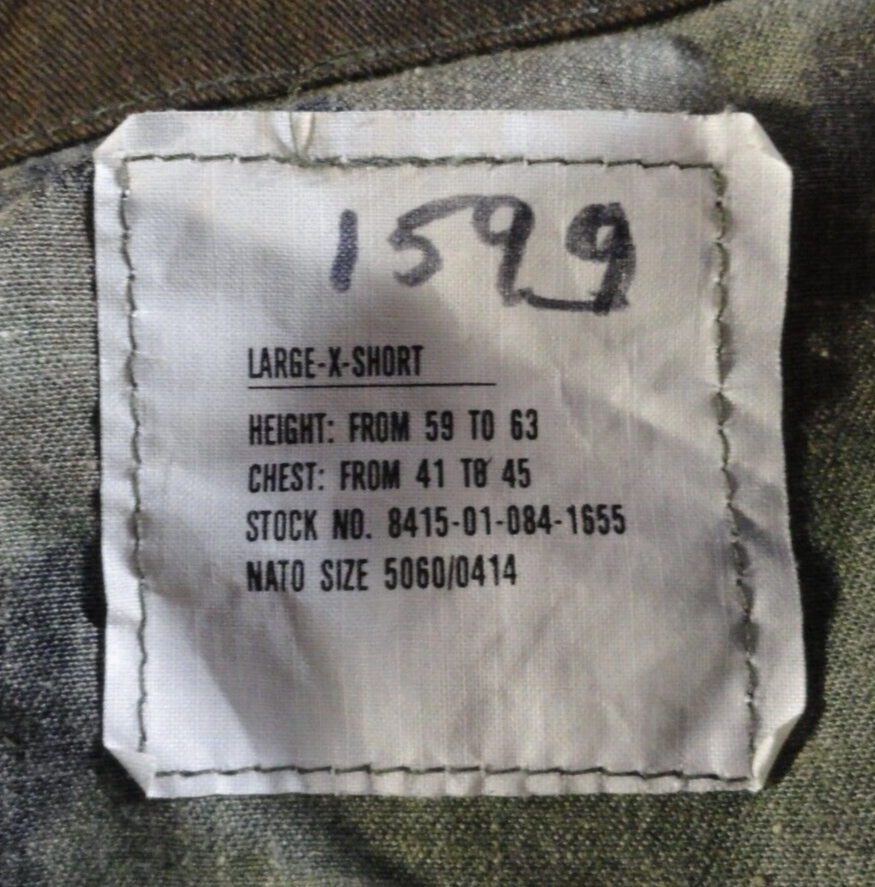 1599
LARGE-X-SHORT
HEIGHT: FROM 59 TO 63
CHEST: FROM 41 TO 45
STOCK NO. 8415-01-084-1655
NATO SIZE 5060/0414